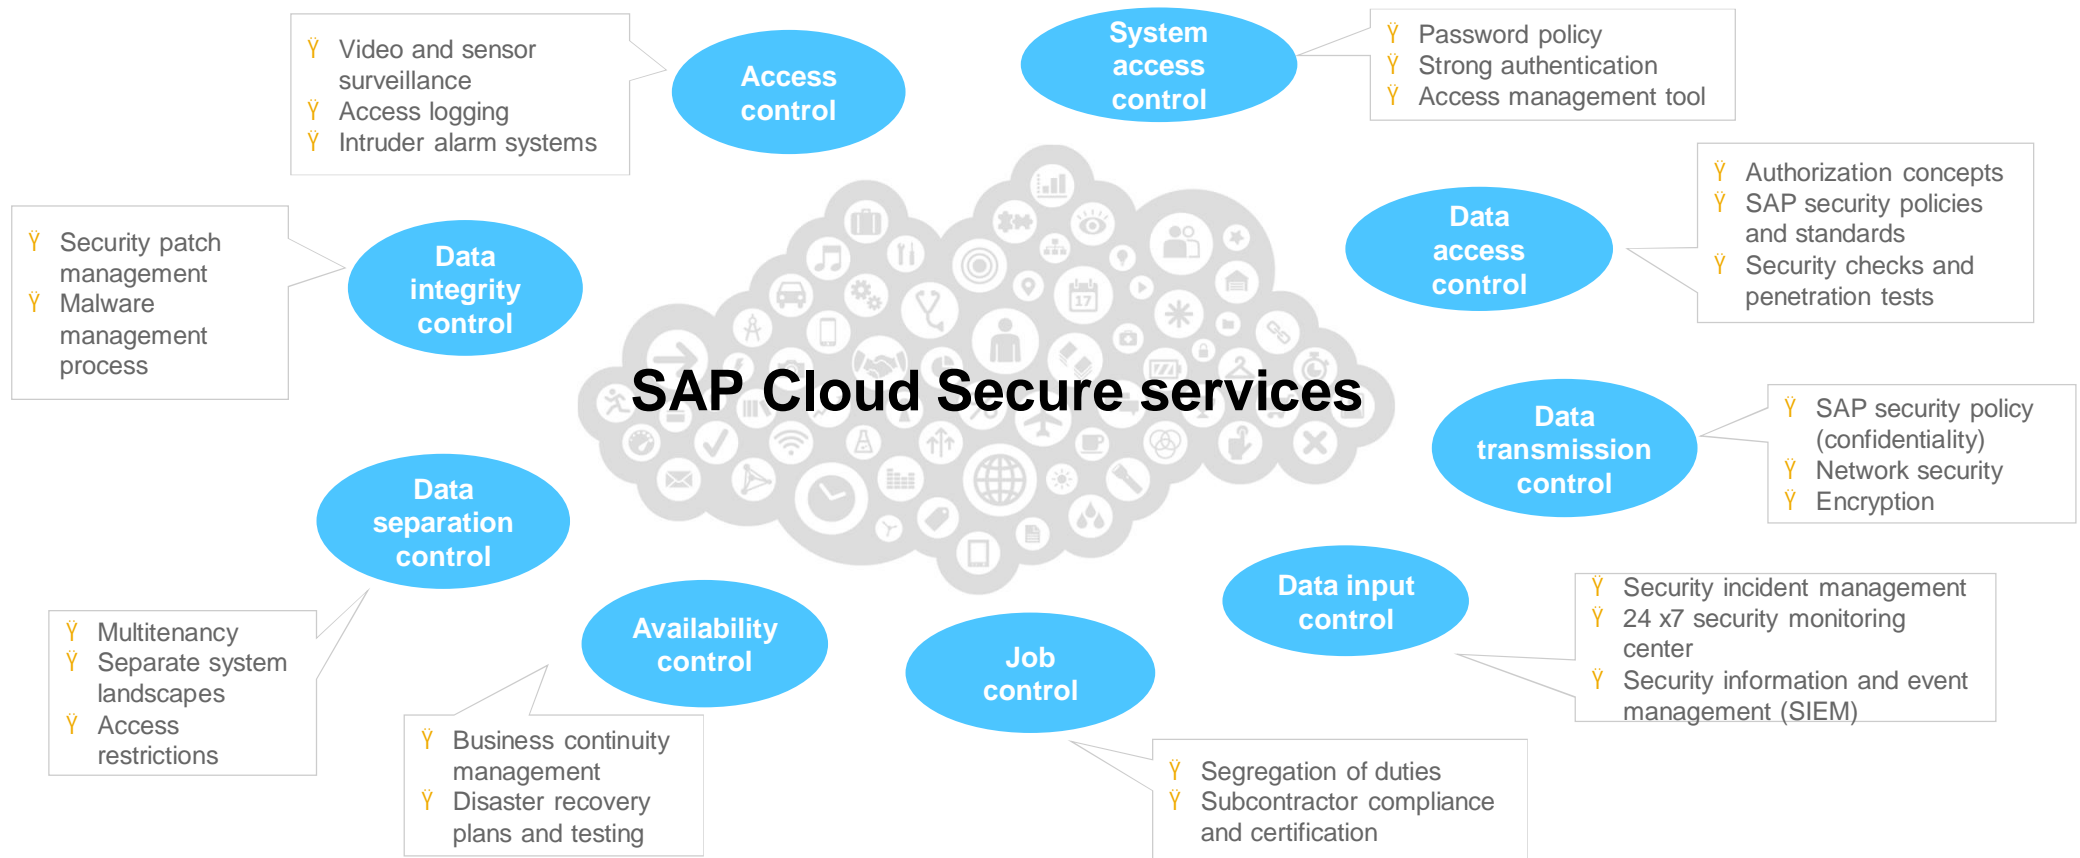 Ÿ Video and sensor
surveillance
Ÿ Access logging
Ÿ Intruder alarm systems
Access
control
System
access
control
Ÿ Password policy
Ÿ Strong authentication
Ÿ Access management tool
Ÿ Security patch
management
Ÿ Malware
management
process
Data
integrity
control
Data
access
control
Ÿ Authorization concepts
Ÿ SAP security policies
and standards
Ÿ Security checks and
penetration tests
17
SAP Cloud Secure services
Data
transmission
control
Ÿ SAP security policy
(confidentiality)
Ÿ Network security
Ÿ Encryption
Data
separation
control
Ÿ Multitenancy
Ÿ Separate system
landscapes
Ÿ Access
restrictions
Availability
control
Ÿ Business continuity
management
Ÿ Disaster recovery
plans and testing
Job
control
Ÿ Segregation of duties
Ÿ Subcontractor compliance
and certification
Data input
control
Ÿ Security incident management
Ÿ 24 x7 security monitoring
center
Ÿ Security information and event
management (SIEM)